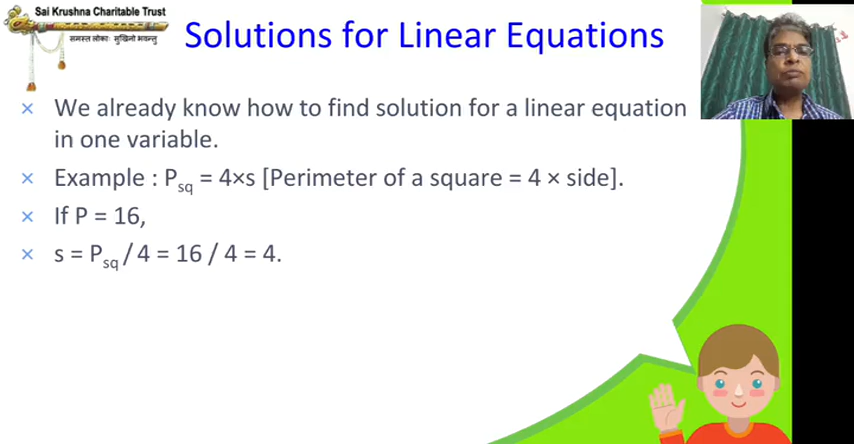 Sai Krushna Charitable Trust
समस्त लोकाः सुखिनो भवन्तु
Solutions for Linear Equations
× We already know how to find solution for a linear equation
in one variable.
× Example : Psq = 4×s [Perimeter of a square = 4 × side].
× If P = 16,
× s = Psq / 4 = 16 / 4 = 4.